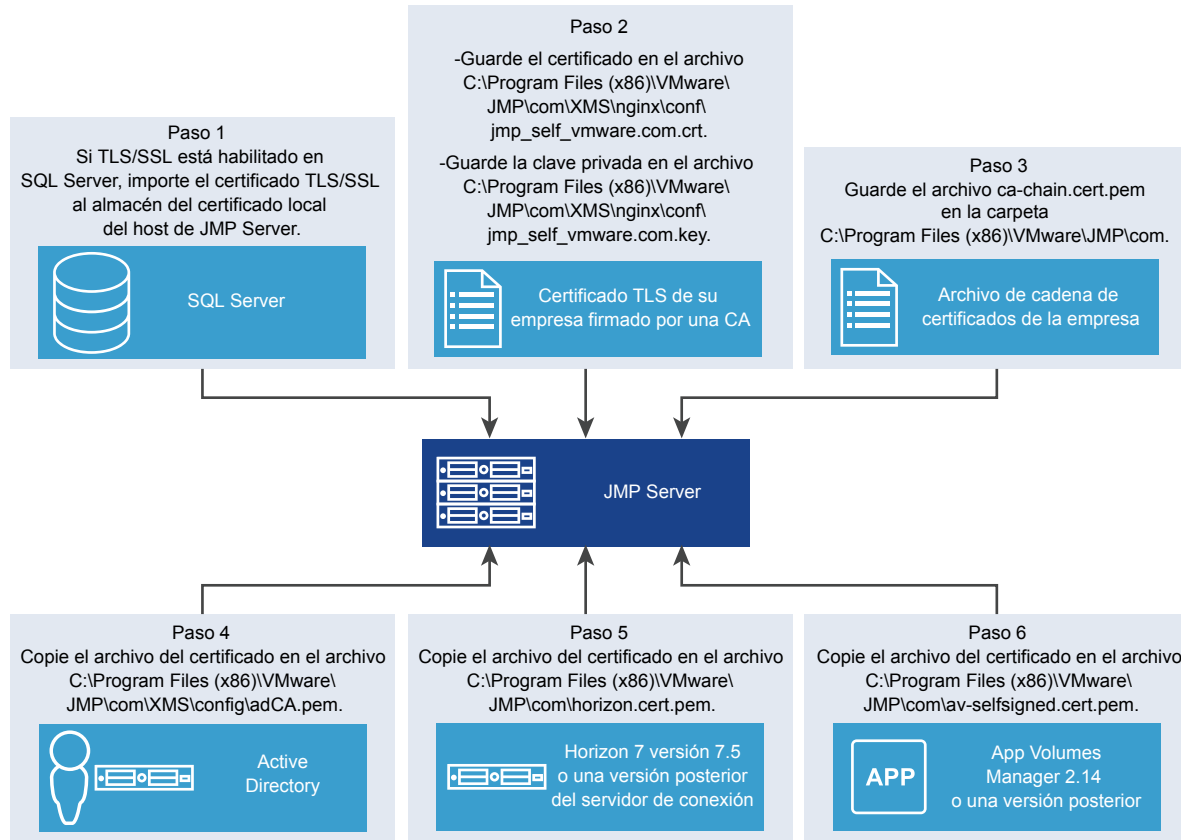 Paso 1
Si TLS/SSL está habilitado en
SQL Server, importe el certificado TLS/SSL
al almacén del certificado local
del host de JMP Server.
SQL Server
Paso 2
-Guarde el certificado en el archivo
C:\Program Files (x86)\VMware\
JMP\com\XMS\nginx\conf\
jmp_self_vmware.com.crt.
-Guarde la clave privada en el archivo
C:\Program Files (x86)\VMware\
JMP\com\XMS\nginx\conf\
jmp_self_vmware.com.key.
Certificado TLS de su
empresa firmado por una CA
Paso 3
Guarde el archivo ca-chain.cert.pem
en la carpeta
C:\Program Files (x86)\VMware\JMP\com.
Archivo de cadena de
certificados de la empresa
JMP Server
Paso 4
Copie el archivo del certificado en el archivo
C:\Program Files (x86)\VMware\
JMP\com\XMS\config\adCA.pem.
Active
Directory
Paso 5
Copie el archivo del certificado en el archivo
C:\Program Files (x86)\VMware\
JMP\com\horizon.cert.pem.
Horizon 7 versión 7.5
o una versión posterior
del servidor de conexión
Paso 6
Copie el archivo del certificado en el archivo
C:\Program Files (x86)\VMware\
JMP\com\av-selfsigned.cert.pem.
APP
App Volumes
Manager 2.14
o una versión posterior